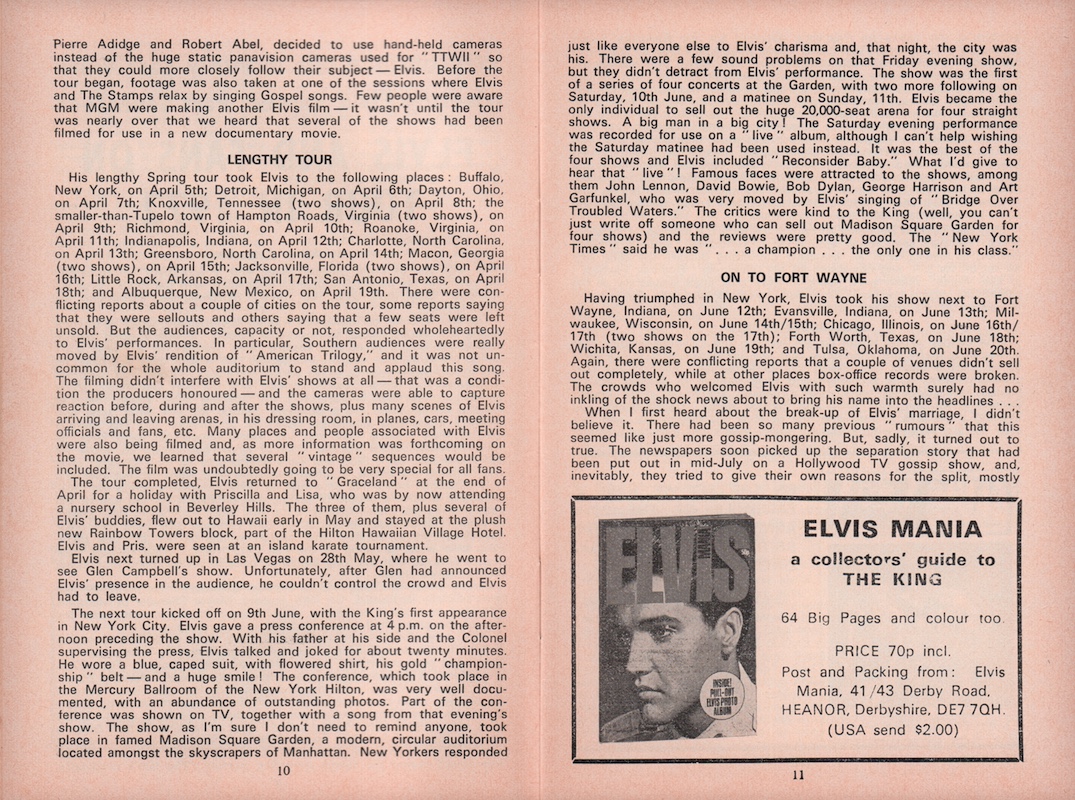 Pierre Adidge and Robert Abel, decided to use hand-held cameras
instead of the huge static panavision cameras used for "TTWII" so
that they could more closely follow their subject — Elvis. Before the
tour began, footage was also taken at one of the sessions where Elvis
and The Stamps relax by singing Gospel songs. Few people were aware
that MGM were making another Elvis film — it wasn't until the tour
was nearly over that we heard that several of the shows had been
filmed for use in a new documentary movie.
LENGTHY TOUR
His lengthy Spring tour took Elvis to the following places : Buffalo,
New York, on April 5th; Detroit, Michigan, on April 6th; Dayton, Ohio,
on April 7th; Knoxville, Tennessee (two shows), on April 8th; the
smaller-than-Tupelo town of Hampton Roads, Virginia (two shows), on
April 9th; Richmond, Virginia, on April 10th; Roanoke, Virginia, on
April 11th; Indianapolis, Indiana, on April 12th; Charlotte, North Carolina,
on April 13th; Greensboro, North Carolina, on April 14th; Macon, Georgia
(two shows), on April 15th; Jacksonville, Florida (two shows), on April
16th; Little Rock, Arkansas, on April 17th; San Antonio, Texas, on April
18th; and Albuquerque, New Mexico, on April 19th. There were con-
flicting reports about a couple of cities on the tour, some reports saying
that they were sellouts and others saying that a few seats were left
unsold. But the audiences, capacity or not, responded wholeheartedly
to Elvis' performances. In particular, Southern audiences were really
moved by Elvis' rendition of "American Trilogy," and it was not un-
common for the whole auditorium to stand and applaud this song.
The filming didn't interfere with Elvis' shows at all — that was a condi-
tion the producers honoured — and the cameras were able to capture
reaction before, during and after the shows, plus many scenes of Elvis
arriving and leaving arenas, in his dressing room, in planes, cars, meeting
officials and fans, etc. Many places and people associated with Elvis
were also being filmed and, as more information was forthcoming on
the movie, we learned that several "vintage" sequences would be
included. The film was undoubtedly going to be very special for all fans.
The tour completed, Elvis returned to "Graceland" at the end of
April for a holiday with Priscilla and Lisa, who was by now attending
a nursery school in Beverley Hills. The three of them, plus several of
Elvis' buddies, flew out to Hawaii early in May and stayed at the plush
new Rainbow Towers block, part of the Hilton Hawaiian Village Hotel.
Elvis and Pris. were seen at an island karate tournament.
Elvis next turned up in Las Vegas on 28th May, where he went to
see Glen Campbell's show. Unfortunately, after Glen had announced
Elvis' presence in the audience, he couldn't control the crowd and Elvis
had to leave.
The next tour kicked off on 9th June, with the King's first appearance
in New York City. Elvis gave a press conference at 4 p.m. on the after-
noon preceding the show. With his father at his side and the Colonel
supervising the press, Elvis talked and joked for about twenty minutes.
He wore a blue, caped suit, with flowered shirt, his gold "champion-
ship" belt — and a huge smile! The conference, which took place in
the Mercury Ballroom of the New York Hilton, was very well docu-
mented, with an abundance of outstanding photos. Part of the con-
ference was shown on TV, together with a song from that evening's
show. The show, as I'm sure I don't need to remind anyone, took
place in famed Madison Square Garden, a modern, circular auditorium
located amongst the skyscrapers of Manhattan. New Yorkers responded
10
just like everyone else to Elvis' charisma and, that night, the city was
his. There were a few sound problems on that Friday evening show,
but they didn't detract from Elvis' performance. The show was the first
of a series of four concerts at the Garden, with two more following on
Saturday, 10th June, and a matinee on Sunday, 11th. Elvis became the
only individual to sell out the huge 20,000-seat arena for four straight
shows. A big man in a big city! The Saturday evening performance
was recorded for use on a "live" album, although I can't help wishing
the Saturday matinee had been used instead. It was the best of the
four shows and Elvis included "Reconsider Baby." What I'd give to
hear that "live"! Famous faces were attracted to the shows, among
them John Lennon, David Bowie, Bob Dylan, George Harrison and Art
Garfunkel, who was very moved by Elvis' singing of "Bridge Over
Troubled Waters." The critics were kind to the King (well, you can't
just write off someone who can sell out Madison Square Garden for
four shows) and the reviews were pretty good. The "New York
Times" said he was ". . . a champion . . . the only one in his class."
ON TO FORT WAYNE
Having triumphed in New York, Elvis took his show next to Fort
Wayne, Indiana, on June 12th; Evansville, Indiana, on June 13th; Mil-
waukee, Wisconsin, on June 14th/15th; Chicago, Illinois, on June 16th/
17th (two shows on the 17th); Forth Worth, Texas, on June 18th;
Wichita, Kansas, on June 19th; and Tulsa, Oklahoma, on June 20th.
Again, there were conflicting reports that a couple of venues didn't sell
out completely, while at other places box-office records were broken.
The crowds who welcomed Elvis with such warmth surely had no
inkling of the shock news about to bring his name into the headlines . . .
When I first heard about the break-up of Elvis' marriage, I didn't
believe it. There had been so many previous "rumours" that this
seemed like just more gossip-mongering. But, sadly, it turned out to
true. The newspapers soon picked up the separation story that had
been put out in mid-July on a Hollywood TV gossip show, and,
inevitably, they tried to give their own reasons for the split, mostly
ELVIS
MANIA
INSIDE!
PULL-OUT
ELVIS PHOTO
ALBUM
ELVIS MANIA
a collectors' guide to
THE KING
64 Big Pages and colour too.
PRICE 70p incl.
Post and Packing from : Elvis
Mania, 41/43 Derby Road,
HEANOR, Derbyshire, DE7 7QH.
(USA send $2.00)
11